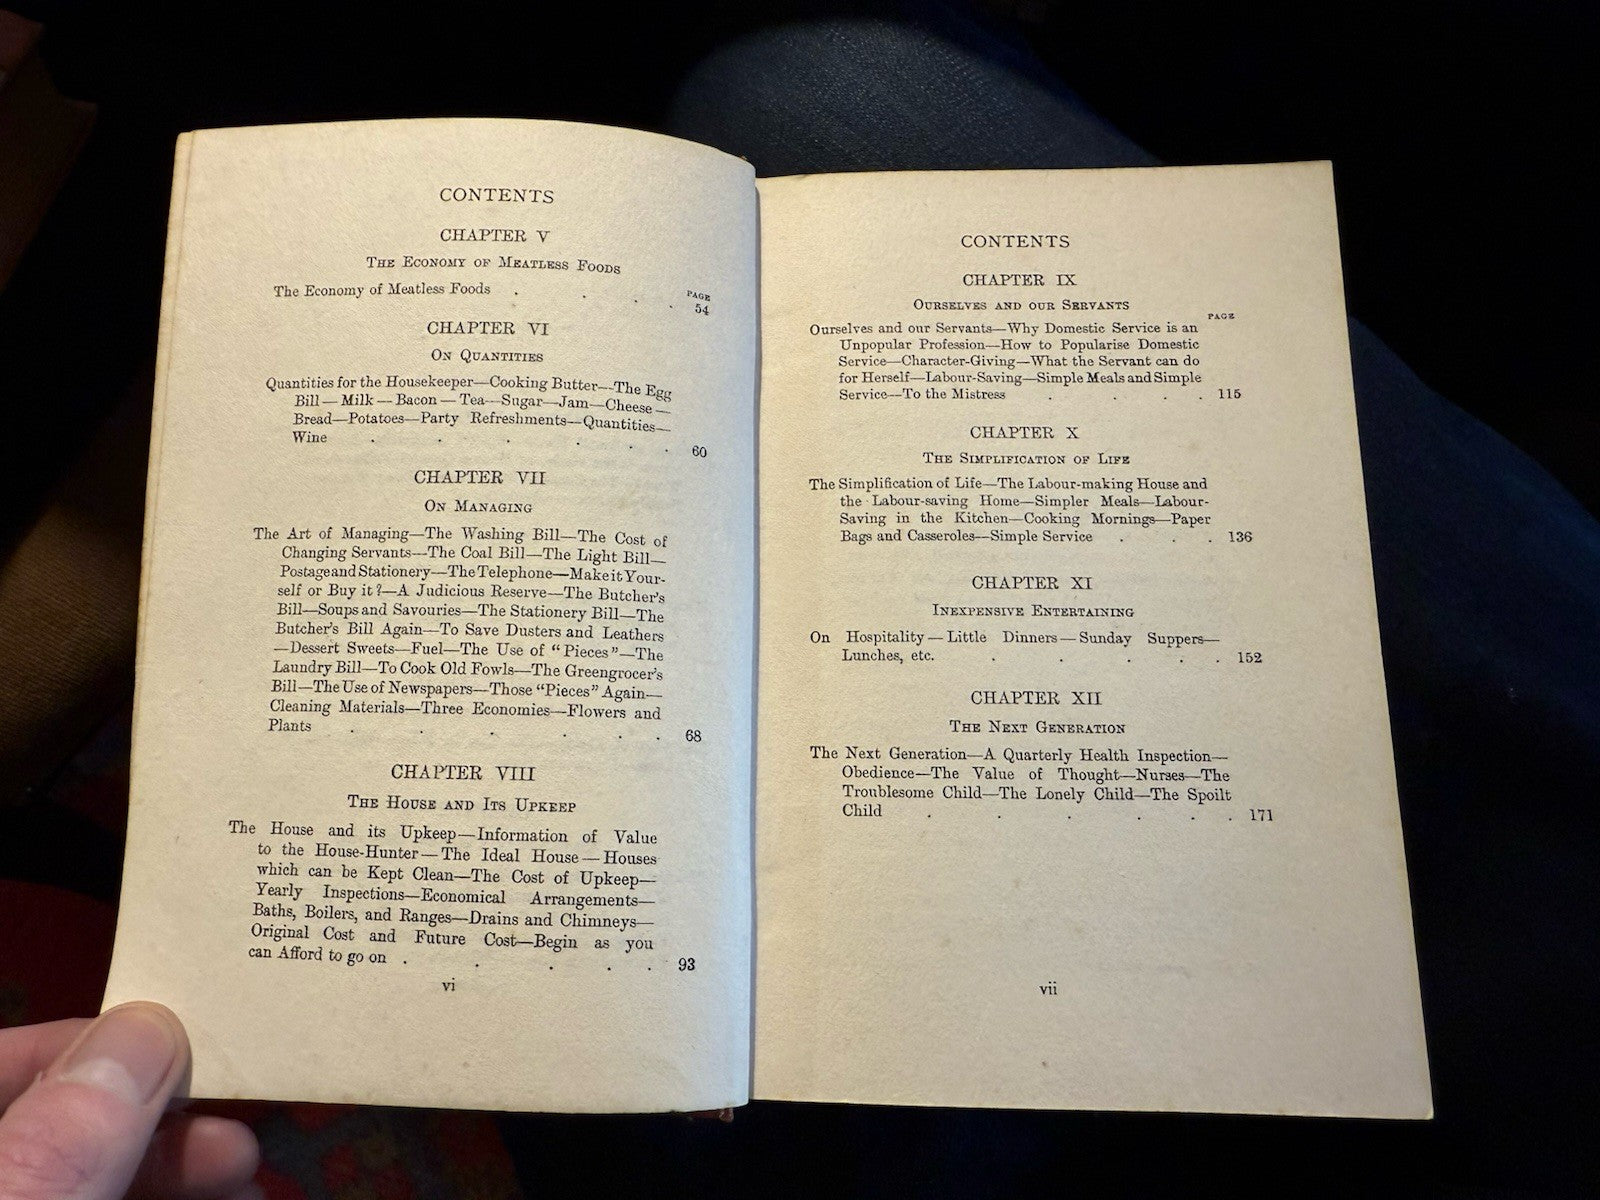 CONTENTS
CHAPTER V
The Economy of Meatless Foods
PAGE
The Economy of Meatless Foods . . . . 54
CHAPTER VI
On Quantities
Quantities for the Housekeeper—Cooking Butter—The Egg
Bill—Milk—Bacon—Tea—Sugar—Jam—Cheese—
Bread—Potatoes—Party Refreshments—Quantities—
Wine . . . . . . 60
CHAPTER VII
On Managing
The Art of Managing—The Washing Bill—The Cost of
Changing Servants—The Coal Bill—The Light Bill—
Postage and Stationery—The Telephone—Make it Your-
self or Buy it?—A Judicious Reserve—The Butcher's
Bill—Soups and Savouries—The Stationery Bill—The
Butcher's Bill Again—To Save Dusters and Leathers
—Dessert Sweets—Fuel—The Use of "Pieces"—The
Laundry Bill—To Cook Old Fowls—The Greengrocer's
Bill—The Use of Newspapers—Those "Pieces" Again—
Cleaning Materials—Three Economies—Flowers and
Plants . . . . . . 68
CHAPTER VIII
The House and Its Upkeep
The House and its Upkeep—Information of Value
to the House-Hunter—The Ideal House—Houses
which can be Kept Clean—The Cost of Upkeep—
Yearly Inspections—Economical Arrangements—
Baths, Boilers, and Ranges—Drains and Chimneys—
Original Cost and Future Cost—Begin as you
can Afford to go on . . . . . 93
vi
CONTENTS
CHAPTER IX
Ourselves and our Servants
PAGE
Ourselves and our Servants—Why Domestic Service is an
Unpopular Profession—How to Popularise Domestic
Service—Character-Giving—What the Servant can do
for Herself—Labour-Saving—Simple Meals and Simple
Service—To the Mistress . . . . 115
CHAPTER X
The Simplification of Life
The Simplification of Life—The Labour-making House and
the Labour-saving Home—Simpler Meals—Labour-
Saving in the Kitchen—Cooking Mornings—Paper
Bags and Casseroles—Simple Service . . . 136
CHAPTER XI
Inexpensive Entertaining
On Hospitality—Little Dinners—Sunday Suppers—
Lunches, etc. . . . . . 152
CHAPTER XII
The Next Generation
The Next Generation—A Quarterly Health Inspection—
Obedience—The Value of Thought—Nurses—The
Troublesome Child—The Lonely Child—The Spoilt
Child . . . . . 171
vii